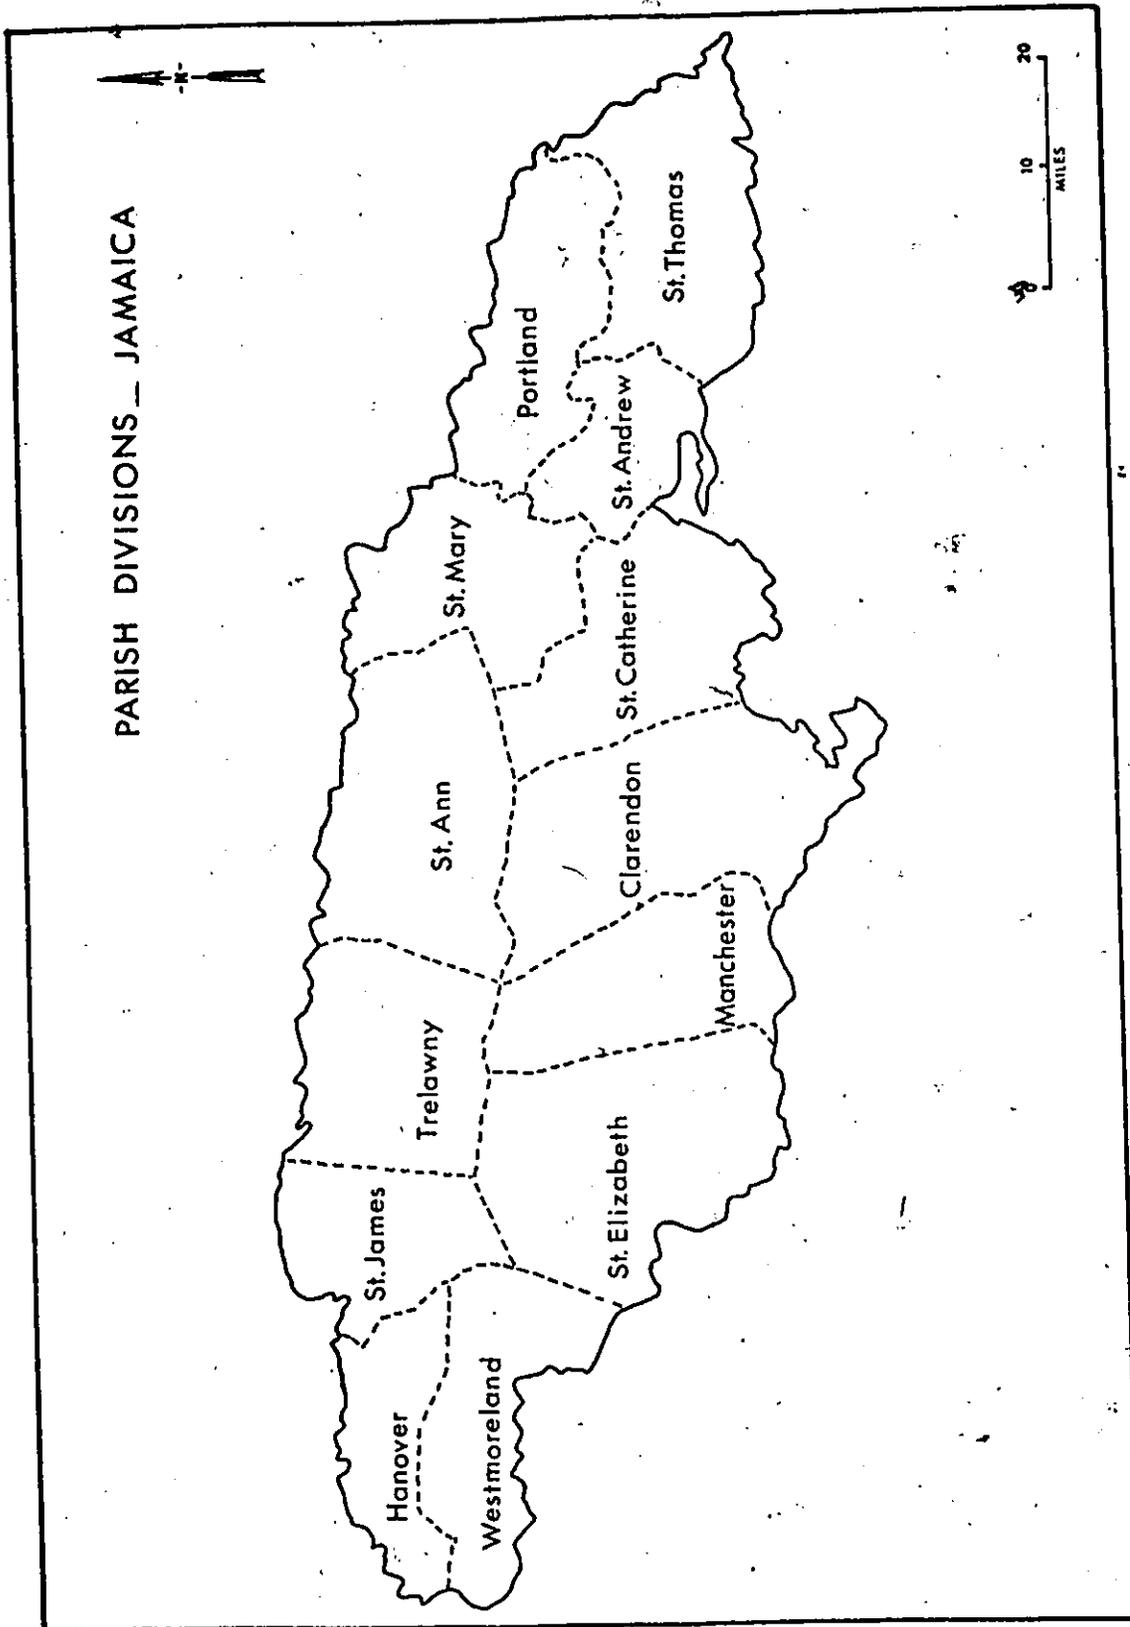 PARISH DIVISIONS_ JAMAICA
-N-
Hanover
Westmoreland
St. James
Trelawny
St. Elizabeth
Manchester
St. Ann
Clarendon
St. Mary
St. Catherine
Portland
St. Andrew
St. Thomas
0 10 20
MILES